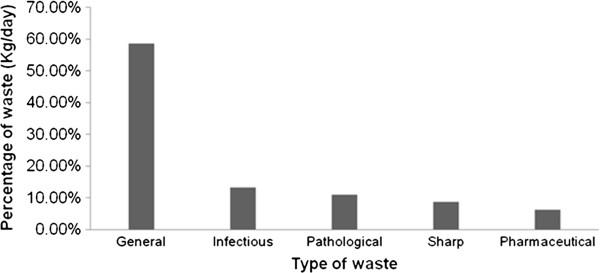 Percentage of waste (Kg/day)
70.00%
60.00%
50.00%
40.00%
30.00%
20.00%
10.00%
0.00%
General Infectious Pathological Sharp Pharmaceutical
Type of waste